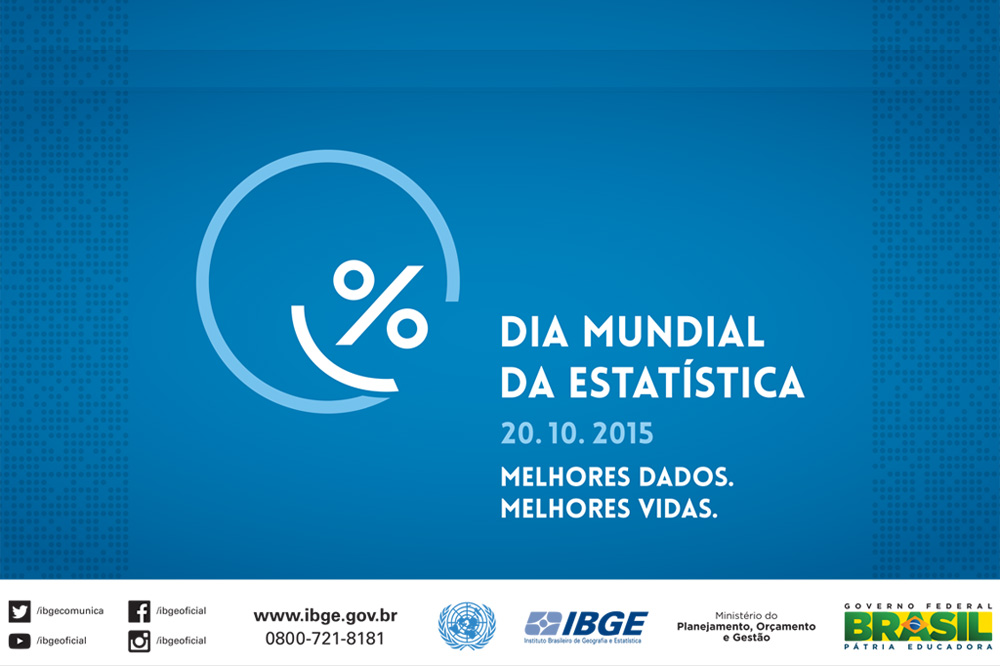 %
DIA MUNDIAL
DA ESTATÍSTICA
20.10.2015
MELHORES DADOS.
MELHORES VIDAS.
/ibgecomunica
/ibgeoficial
/ibgeoficial
/ibgeoficial
www.ibge.gov.br
0800-721-8181
IBGE
Instituto Brasileiro de Geografia e Estatística
Ministério do
Planejamento, Orçamento
e Gestão
GOVERNO FEDERAL
BRASIL
PÁTRIA EDUCADORA